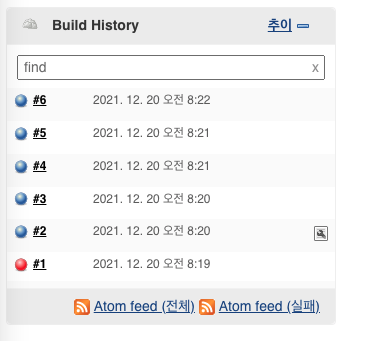 Build History 추이
find x
#6 2021. 12. 20 오전 8:22
#5 2021. 12. 20 오전 8:21
#4 2021. 12. 20 오전 8:21
#3 2021. 12. 20 오전 8:20
#2 2021. 12. 20 오전 8:20
#1 2021. 12. 20 오전 8:19
Atom feed (전체) Atom feed (실패)